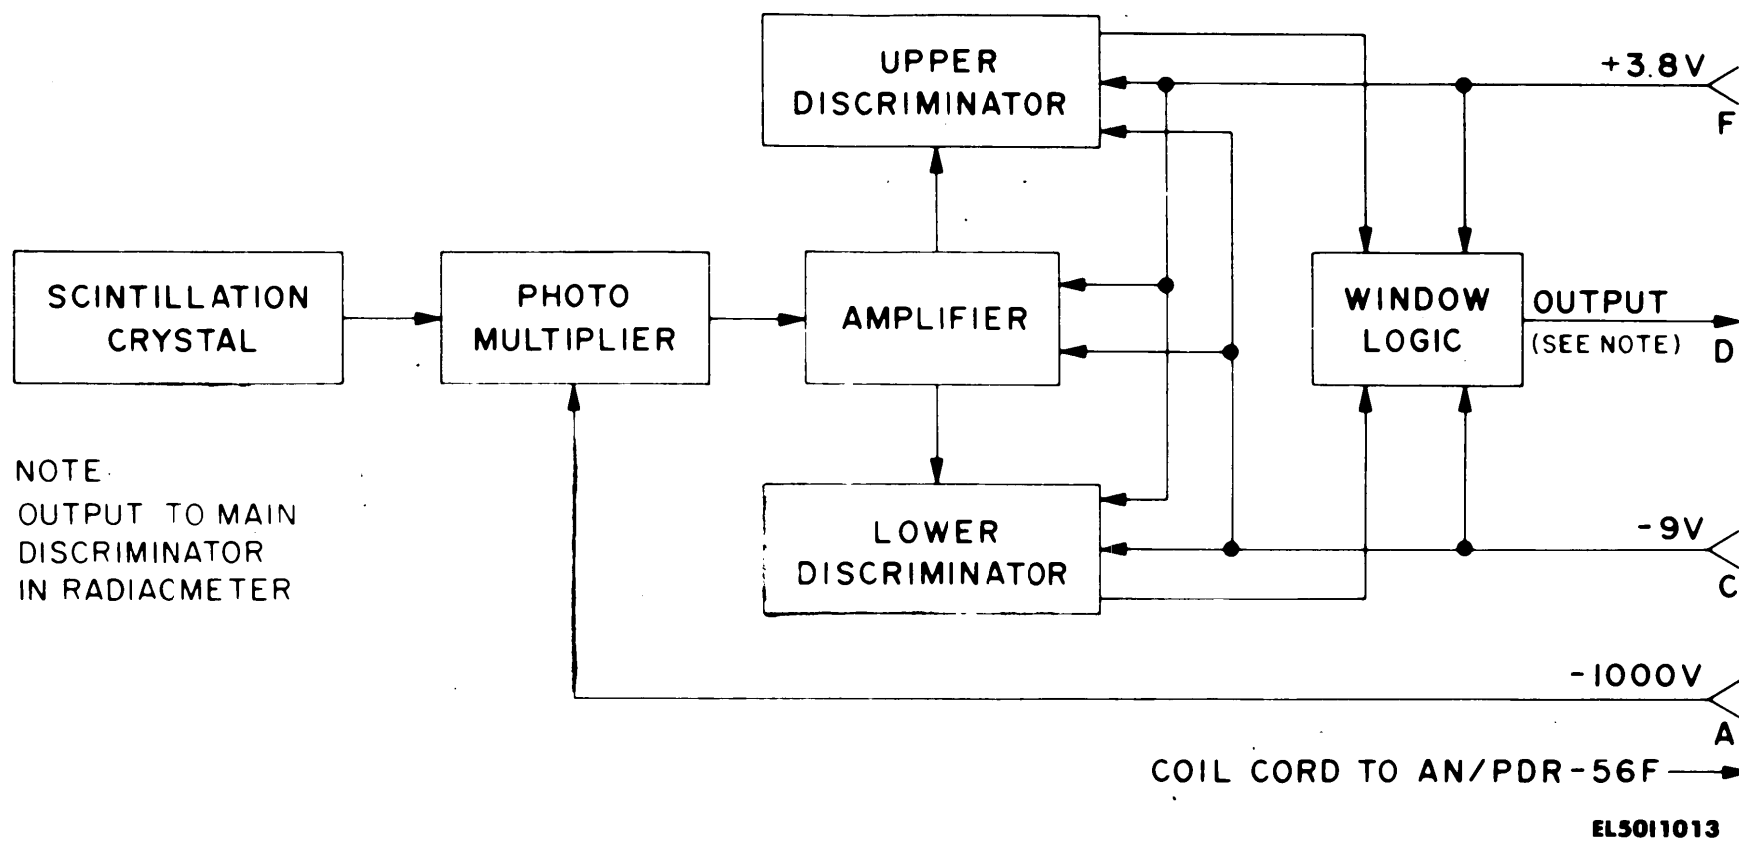 UPPER
DISCRIMINATOR
+3.8V
F
SCINTILLATION
CRYSTAL
PHOTO
MULTIPLIER
AMPLIFIER
WINDOW
LOGIC
OUTPUT
(SEE NOTE)
D
NOTE
OUTPUT TO MAIN
DISCRIMINATOR
IN RADIACMETER
LOWER
DISCRIMINATOR
-9V
C
-1000V
A
COIL CORD TO AN/PDR-56F
EL5011013